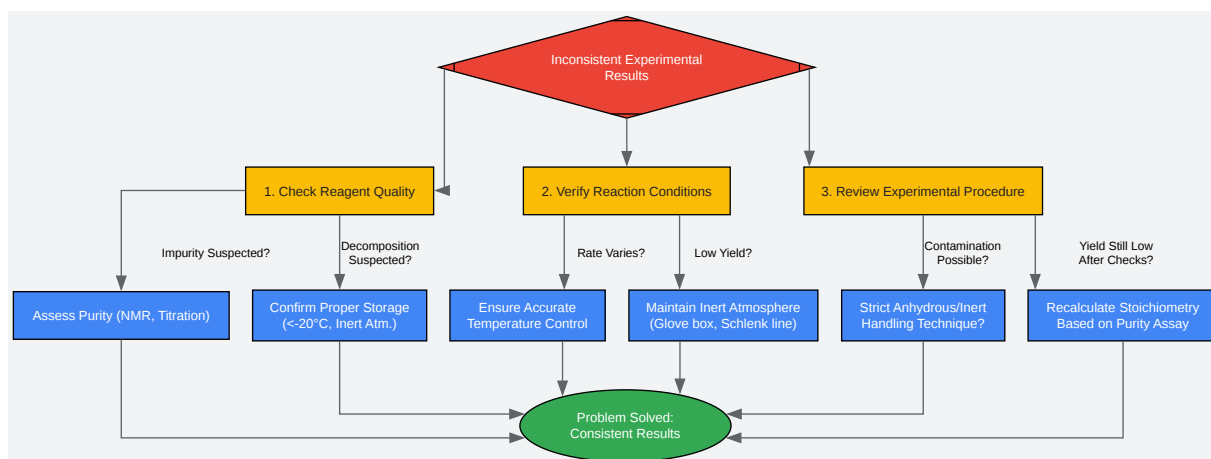 Inconsistent Experimental
Results
1. Check Reagent Quality
2. Verify Reaction Conditions
3. Review Experimental Procedure
Impurity Suspected?
Decomposition
Suspected?
Rate Varies?
Low Yield?
Contamination
Possible?
Yield Still Low
After Checks?
Assess Purity (NMR, Titration)
Confirm Proper Storage
(<-20°C, Inert Atm.)
Ensure Accurate
Temperature Control
Maintain Inert Atmosphere
(Glove box, Schlenk line)
Strict Anhydrous/Inert
Handling Technique?
Recalculate Stoichiometry
Based on Purity Assay
Problem Solved:
Consistent Results